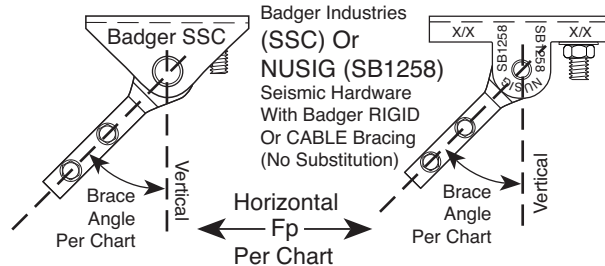 Badger SSC
Brace
Angle
Per Chart
Vertical
Badger Industries
(SSC) Or
NUSIG (SB1258)
Seismic Hardware
With Badger RIGID
Or CABLE Bracing
(No Substitution)
Horizontal
Fp
Per Chart
X/X
SB1258
SB1258
X/X
NUSIG
Brace
Angle
Per Chart
Vertical